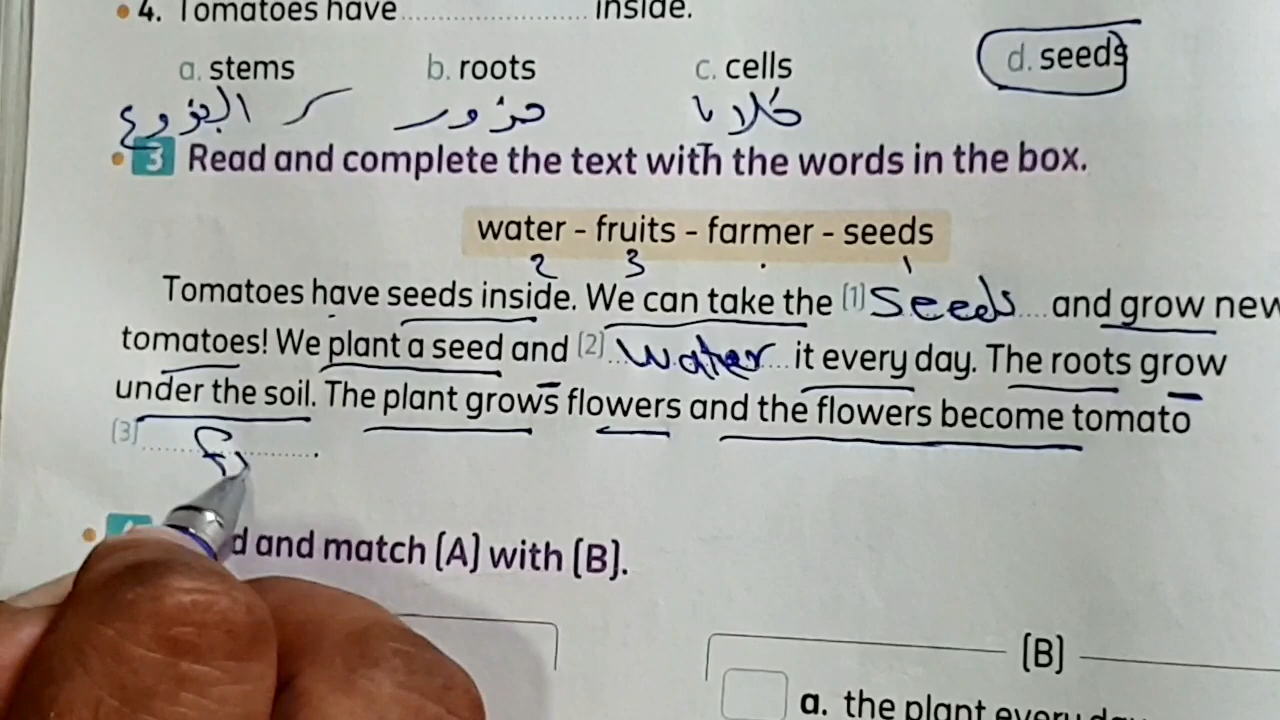 4. Tomatoes have ........................ inside.
a. stems b. roots c. cells d. seeds
جذور خلايا
3 Read and complete the text with the words in the box.
water - fruits - farmer - seeds
2 3 1
Tomatoes have seeds inside. We can take the (1) Seeds and grow new
tomatoes! We plant a seed and (2) water it every day. The roots grow
under the soil. The plant grows flowers and the flowers become tomato
(3) f
d and match (A) with (B).
(B)
a. the plant every da